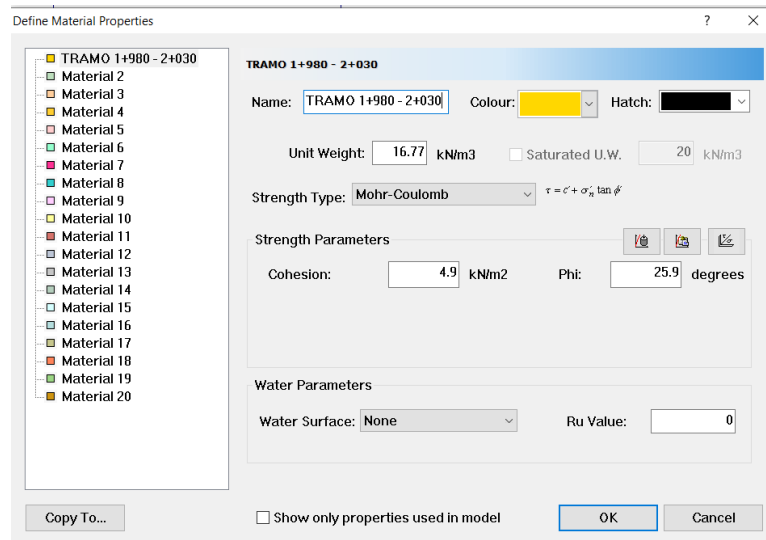 Define Material Properties ? ×
TRAMO 1+980 - 2+030
Material 2
Material 3
Material 4
Material 5
Material 6
Material 7
Material 8
Material 9
Material 10
Material 11
Material 12
Material 13
Material 14
Material 15
Material 16
Material 17
Material 18
Material 19
Material 20
TRAMO 1+980 - 2+030
Name: TRAMO 1+980 - 2+030 Colour: Hatch:
Unit Weight: 16.77 kN/m3 Saturated U.W. 20 kN/m3
Strength Type: Mohr-Coulomb τ = c′ + σ′n tan ϕ′
Strength Parameters
Cohesion: 4.9 kN/m2 Phi: 25.9 degrees
Water Parameters
Water Surface: None Ru Value: 0
Copy To... Show only properties used in model OK Cancel